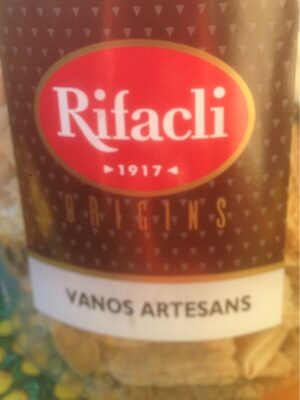 Rifacli
►1917◄
ORIGINS
VANOS ARTESANS